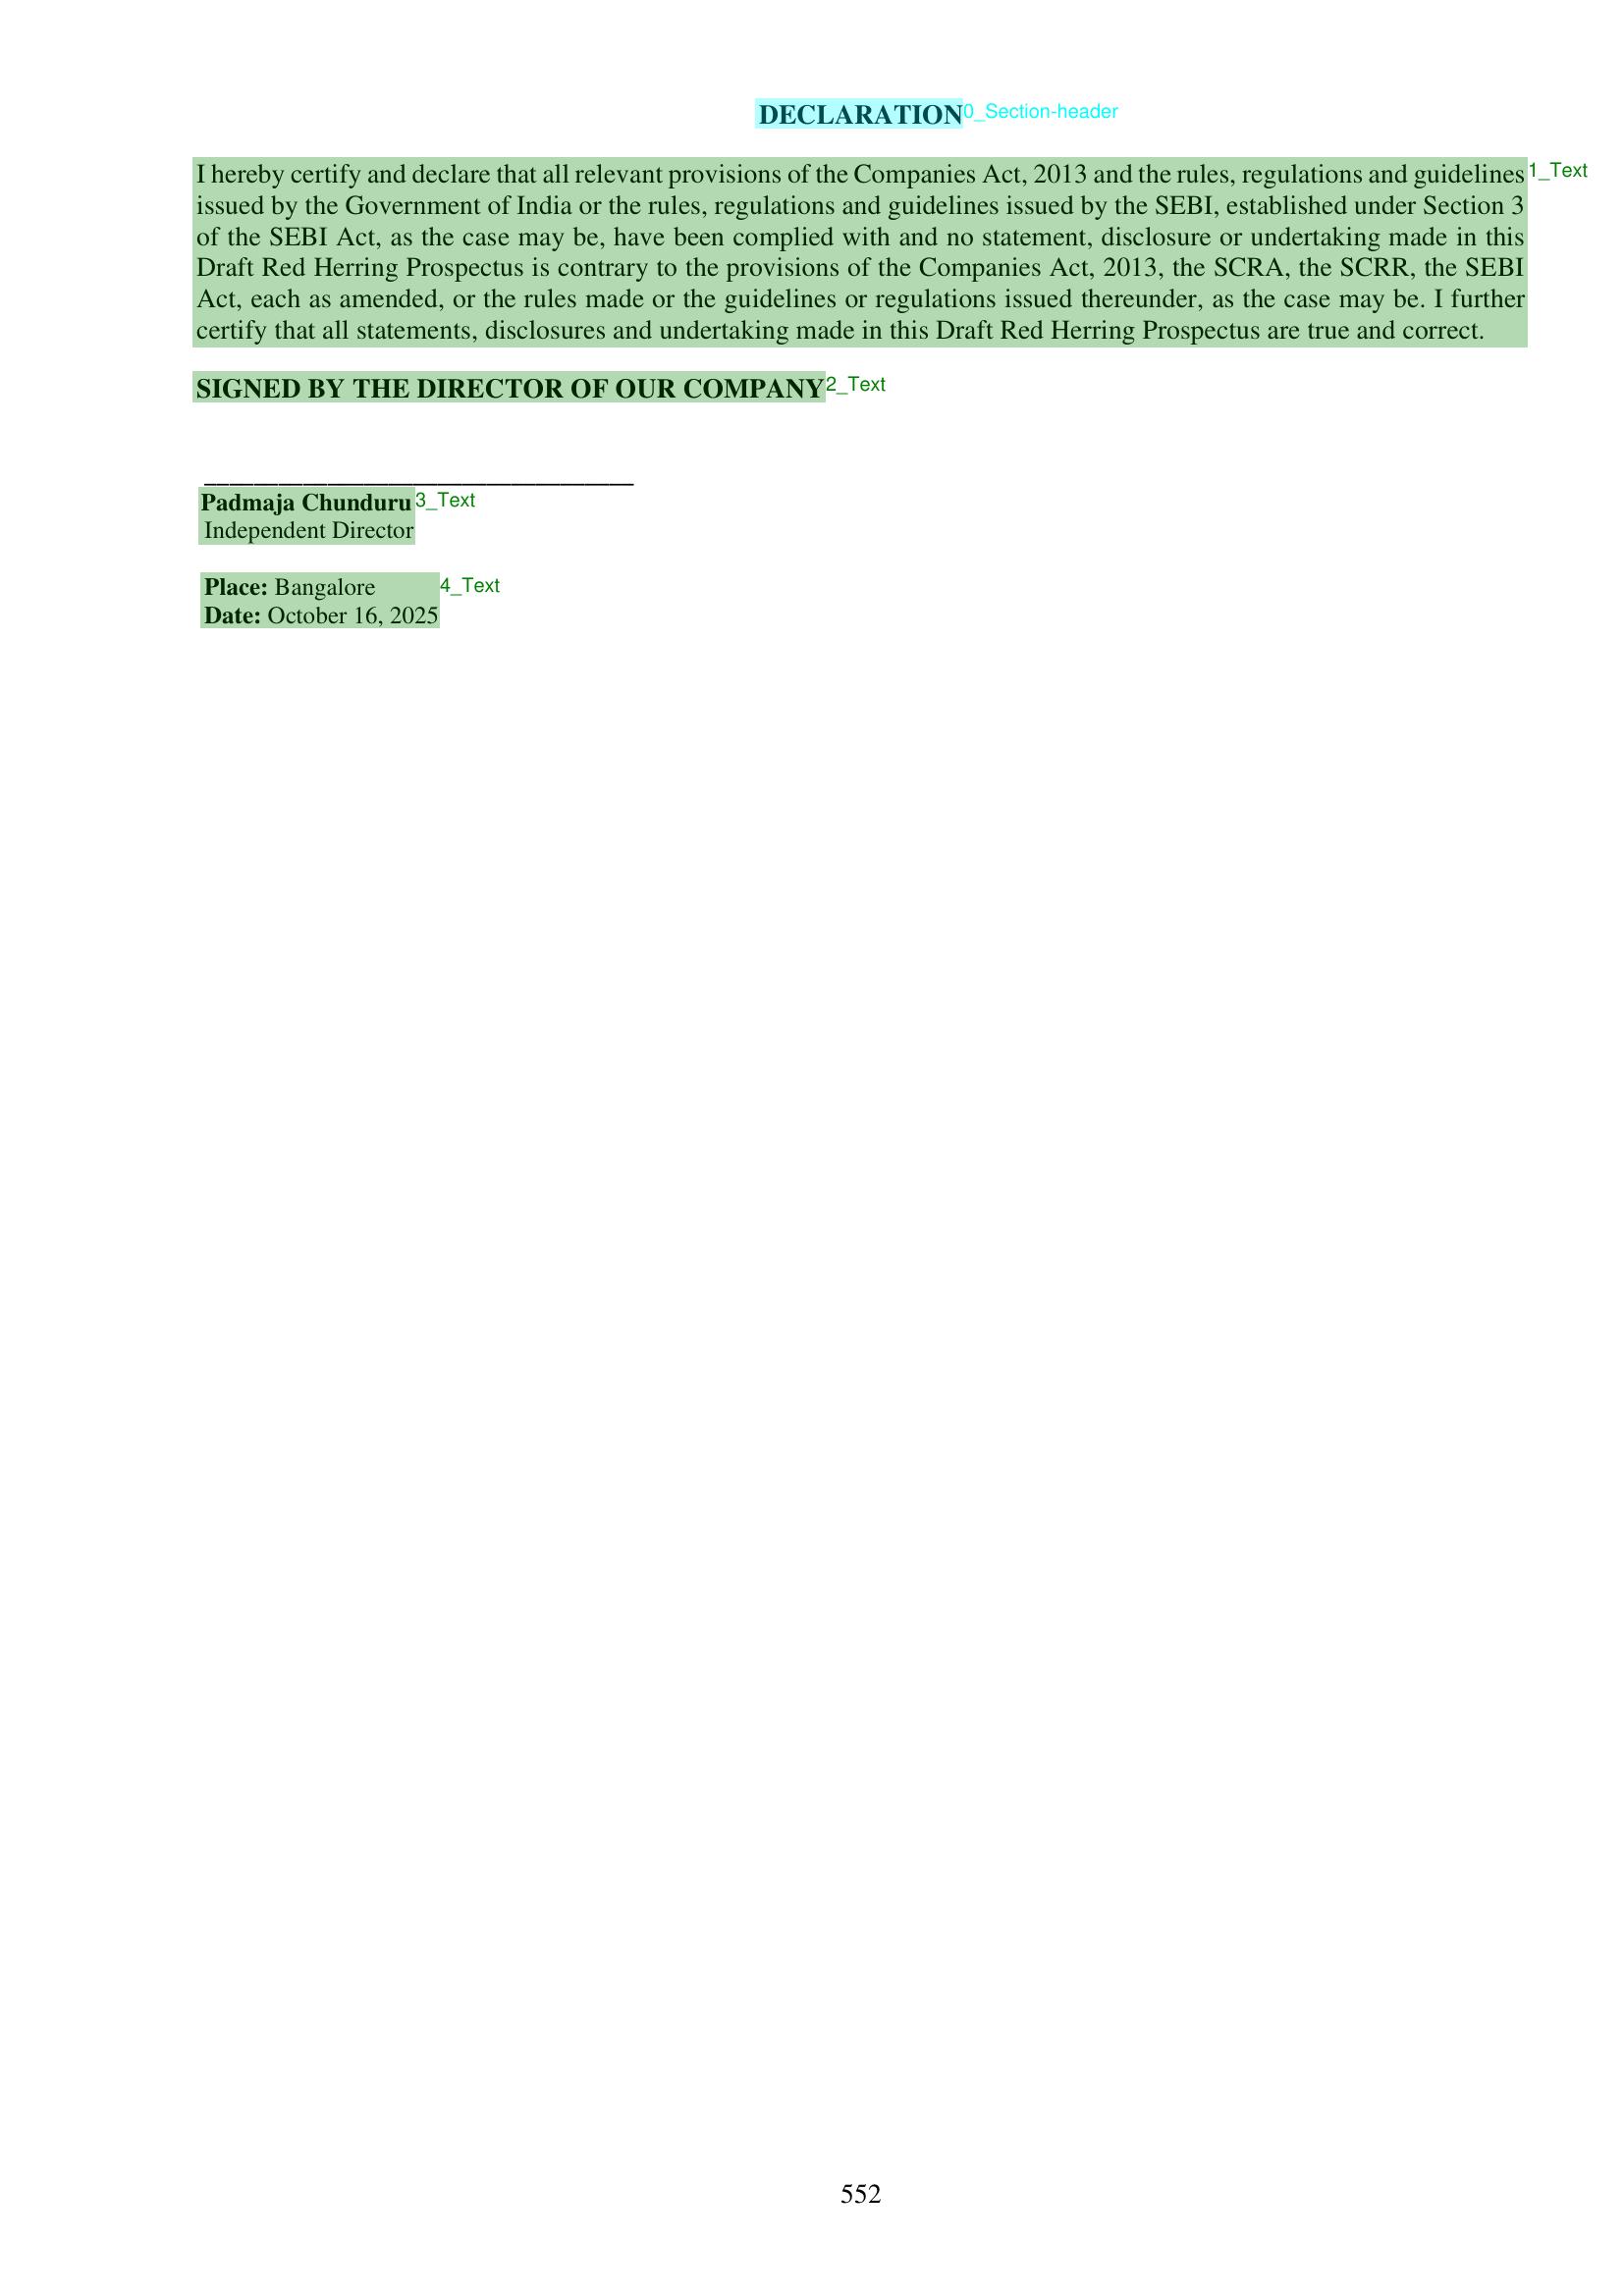 DECLARATION0_Section-header
I hereby certify and declare that all relevant provisions of the Companies Act, 2013 and the rules, regulations and guidelines 1_Text
issued by the Government of India or the rules, regulations and guidelines issued by the SEBI, established under Section 3
of the SEBI Act, as the case may be, have been complied with and no statement, disclosure or undertaking made in this
Draft Red Herring Prospectus is contrary to the provisions of the Companies Act, 2013, the SCRA, the SCRR, the SEBI
Act, each as amended, or the rules made or the guidelines or regulations issued thereunder, as the case may be. I further
certify that all statements, disclosures and undertaking made in this Draft Red Herring Prospectus are true and correct.
SIGNED BY THE DIRECTOR OF OUR COMPANY 2_Text
Padmaja Chunduru 3_Text
Independent Director
Place: Bangalore 4_Text
Date: October 16, 2025
552